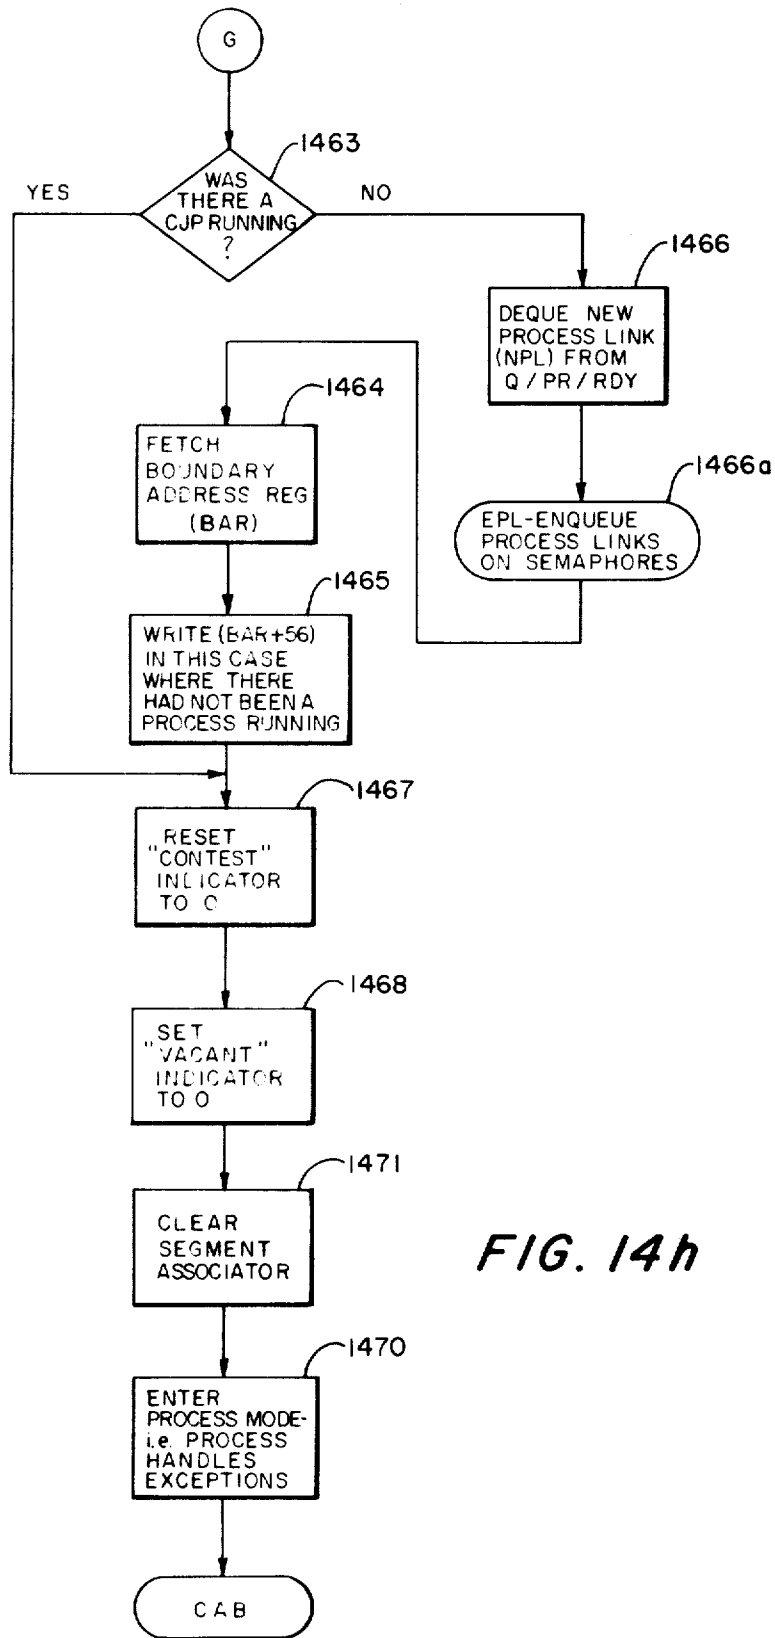 G
1463
WAS
THERE A
CJP RUNNING
?
YES
NO
1466
DEQUE NEW
PROCESS LINK
(NPL) FROM
Q / PR / RDY
1466a
EPL-ENQUEUE
PROCESS LINKS
ON SEMAPHORES
1464
FETCH
BOUNDARY
ADDRESS REG
(BAR)
1465
WRITE (BAR+56)
IN THIS CASE
WHERE THERE
HAD NOT BEEN A
PROCESS RUNNING
1467
RESET
"CONTEST"
INDICATOR
TO 0
1468
SET
"VACANT"
INDICATOR
TO 0
1471
CLEAR
SEGMENT
ASSOCIATOR
1470
ENTER
PROCESS MODE-
i.e. PROCESS
HANDLES
EXCEPTIONS
CAB
FIG. 14h